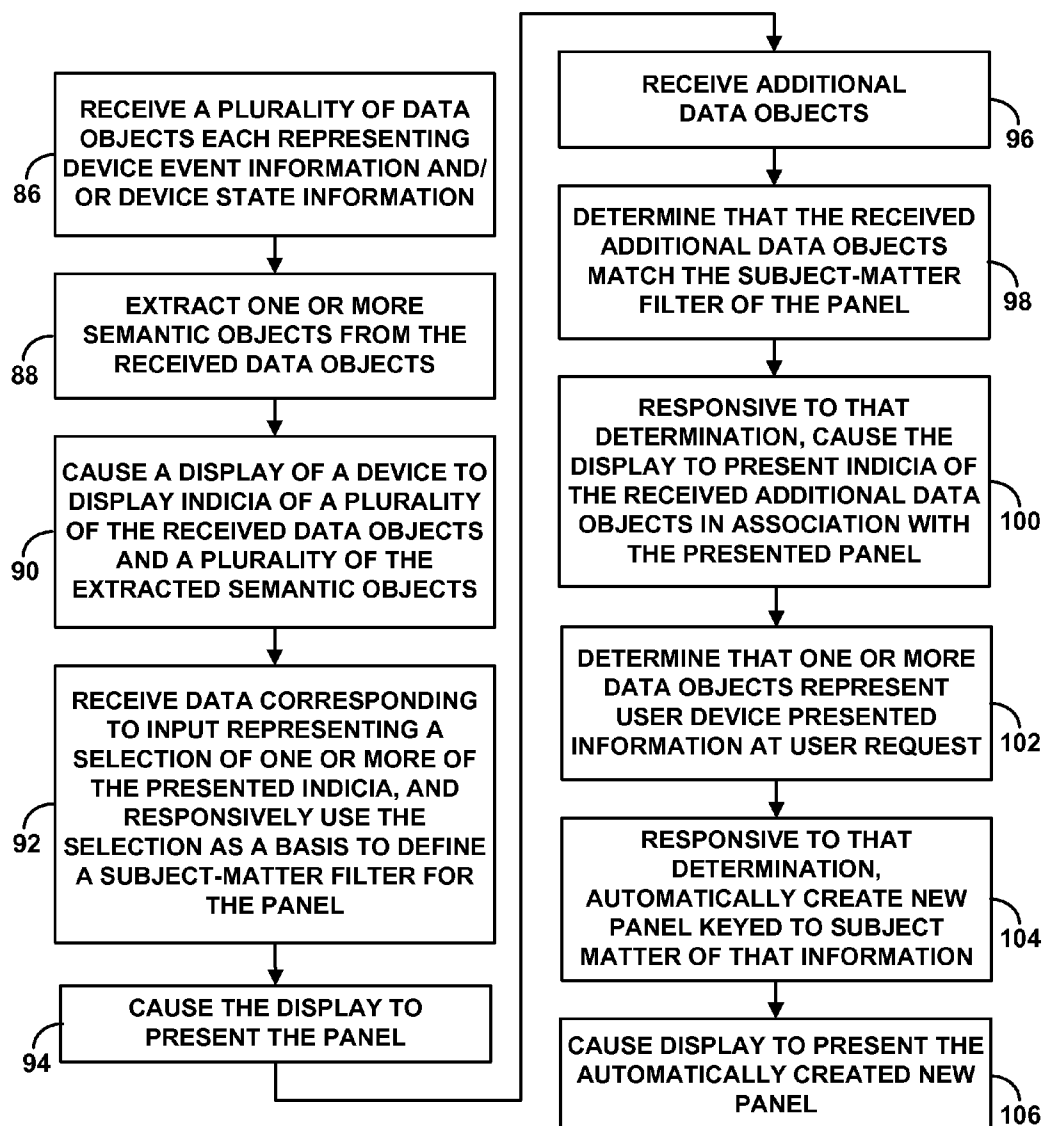 RECEIVE A PLURALITY OF DATA
OBJECTS EACH REPRESENTING
DEVICE EVENT INFORMATION AND/
OR DEVICE STATE INFORMATION
86
EXTRACT ONE OR MORE
SEMANTIC OBJECTS FROM THE
RECEIVED DATA OBJECTS
88
CAUSE A DISPLAY OF A DEVICE TO
DISPLAY INDICIA OF A PLURALITY
OF THE RECEIVED DATA OBJECTS
AND A PLURALITY OF THE
EXTRACTED SEMANTIC OBJECTS
90
RECEIVE DATA CORRESPONDING
TO INPUT REPRESENTING A
SELECTION OF ONE OR MORE OF
THE PRESENTED INDICIA, AND
RESPONSIVELY USE THE
SELECTION AS A BASIS TO DEFINE
A SUBJECT-MATTER FILTER FOR
THE PANEL
92
CAUSE THE DISPLAY TO
PRESENT THE PANEL
94
RECEIVE ADDITIONAL
DATA OBJECTS
96
DETERMINE THAT THE RECEIVED
ADDITIONAL DATA OBJECTS
MATCH THE SUBJECT-MATTER
FILTER OF THE PANEL
98
RESPONSIVE TO THAT
DETERMINATION, CAUSE THE
DISPLAY TO PRESENT INDICIA OF
THE RECEIVED ADDITIONAL DATA
OBJECTS IN ASSOCIATION WITH
THE PRESENTED PANEL
100
DETERMINE THAT ONE OR MORE
DATA OBJECTS REPRESENT
USER DEVICE PRESENTED
INFORMATION AT USER REQUEST
102
RESPONSIVE TO THAT
DETERMINATION,
AUTOMATICALLY CREATE NEW
PANEL KEYED TO SUBJECT
MATTER OF THAT INFORMATION
104
CAUSE DISPLAY TO PRESENT THE
AUTOMATICALLY CREATED NEW
PANEL
106